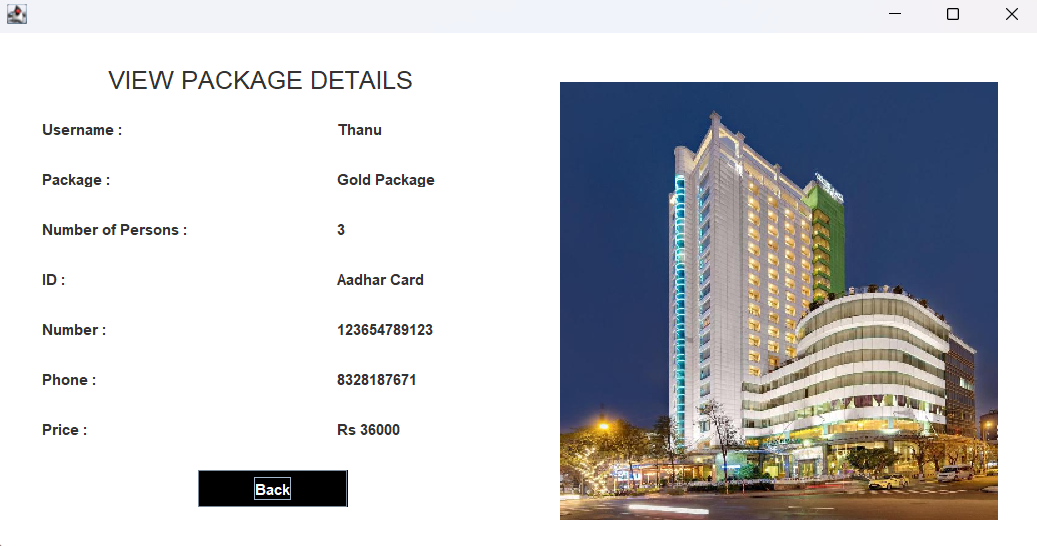 VIEW PACKAGE DETAILS
Username : Thanu
Package : Gold Package
Number of Persons : 3
ID : Aadhar Card
Number : 123654789123
Phone : 8328187671
Price : Rs 36000
Back